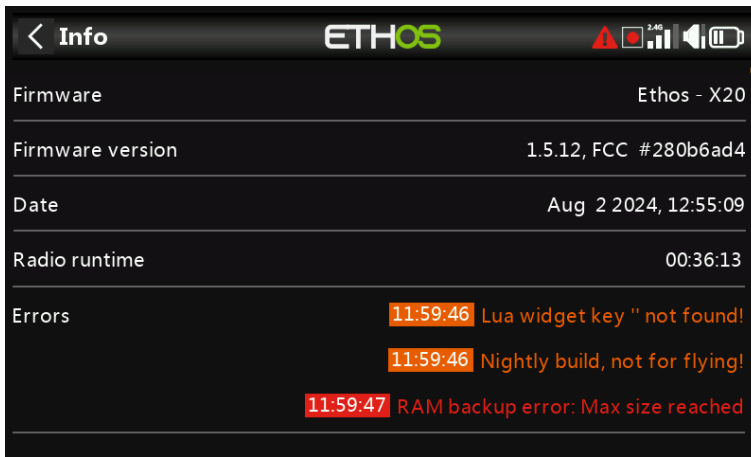 Info ETHOS 2.4G
Firmware Ethos - X20
Firmware version 1.5.12, FCC #280b6ad4
Date Aug 2 2024, 12:55:09
Radio runtime 00:36:13
Errors 11:59:46 Lua widget key '' not found!
11:59:46 Nightly build, not for flying!
11:59:47 RAM backup error: Max size reached